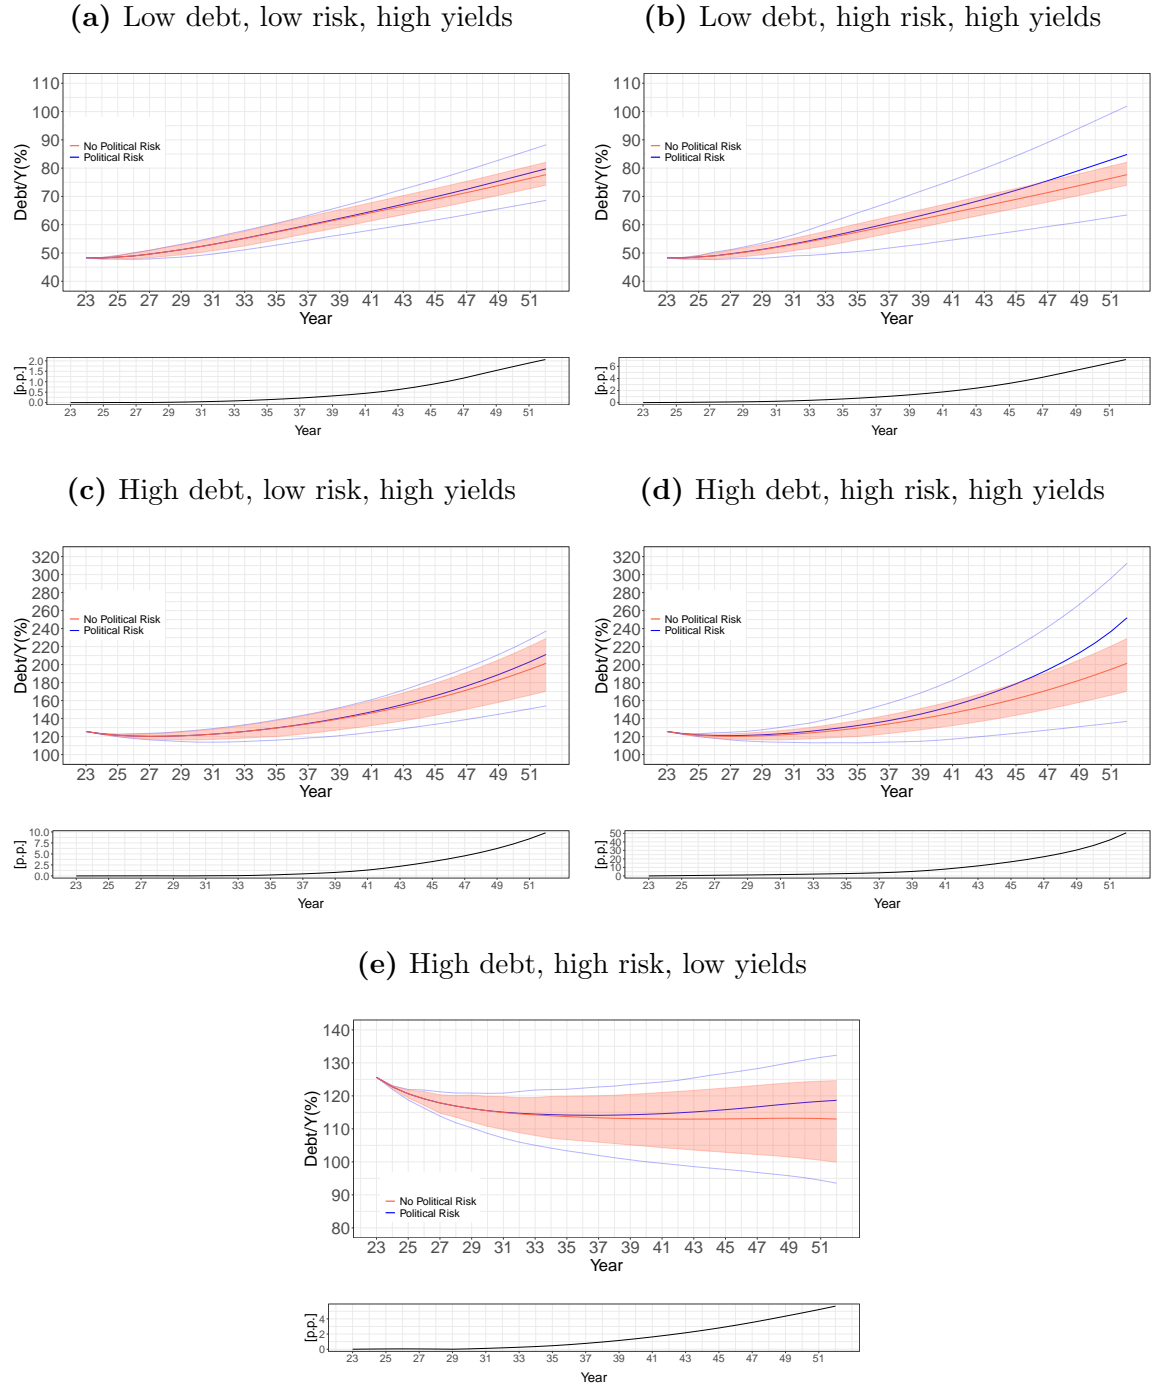 (a) Low debt, low risk, high yields
110
100
90
80
70
60
50
40
Debt/Y(%)
No Political Risk
Political Risk
23 25 27 29 31 33 35 37 39 41 43 45 47 49 51
Year
2.0
1.5
1.0
0.5
0.0
[p.p.]
23 25 27 29 31 33 35 37 39 41 43 45 47 49 51
Year
(b) Low debt, high risk, high yields
110
100
90
80
70
60
50
40
Debt/Y(%)
No Political Risk
Political Risk
23 25 27 29 31 33 35 37 39 41 43 45 47 49 51
Year
6
4
2
0
[p.p.]
23 25 27 29 31 33 35 37 39 41 43 45 47 49 51
Year
(c) High debt, low risk, high yields
320
300
280
260
240
220
200
180
160
140
120
100
Debt/Y(%)
No Political Risk
Political Risk
23 25 27 29 31 33 35 37 39 41 43 45 47 49 51
Year
10.0
7.5
5.0
2.5
0.0
[p.p.]
23 25 27 29 31 33 35 37 39 41 43 45 47 49 51
Year
(d) High debt, high risk, high yields
320
300
280
260
240
220
200
180
160
140
120
100
Debt/Y(%)
No Political Risk
Political Risk
23 25 27 29 31 33 35 37 39 41 43 45 47 49 51
Year
50
40
30
20
10
0
[p.p.]
23 25 27 29 31 33 35 37 39 41 43 45 47 49 51
Year
(e) High debt, high risk, low yields
140
130
120
110
100
90
80
Debt/Y(%)
No Political Risk
Political Risk
23 25 27 29 31 33 35 37 39 41 43 45 47 49 51
Year
4
2
0
[p.p.]
23 25 27 29 31 33 35 37 39 41 43 45 47 49 51
Year